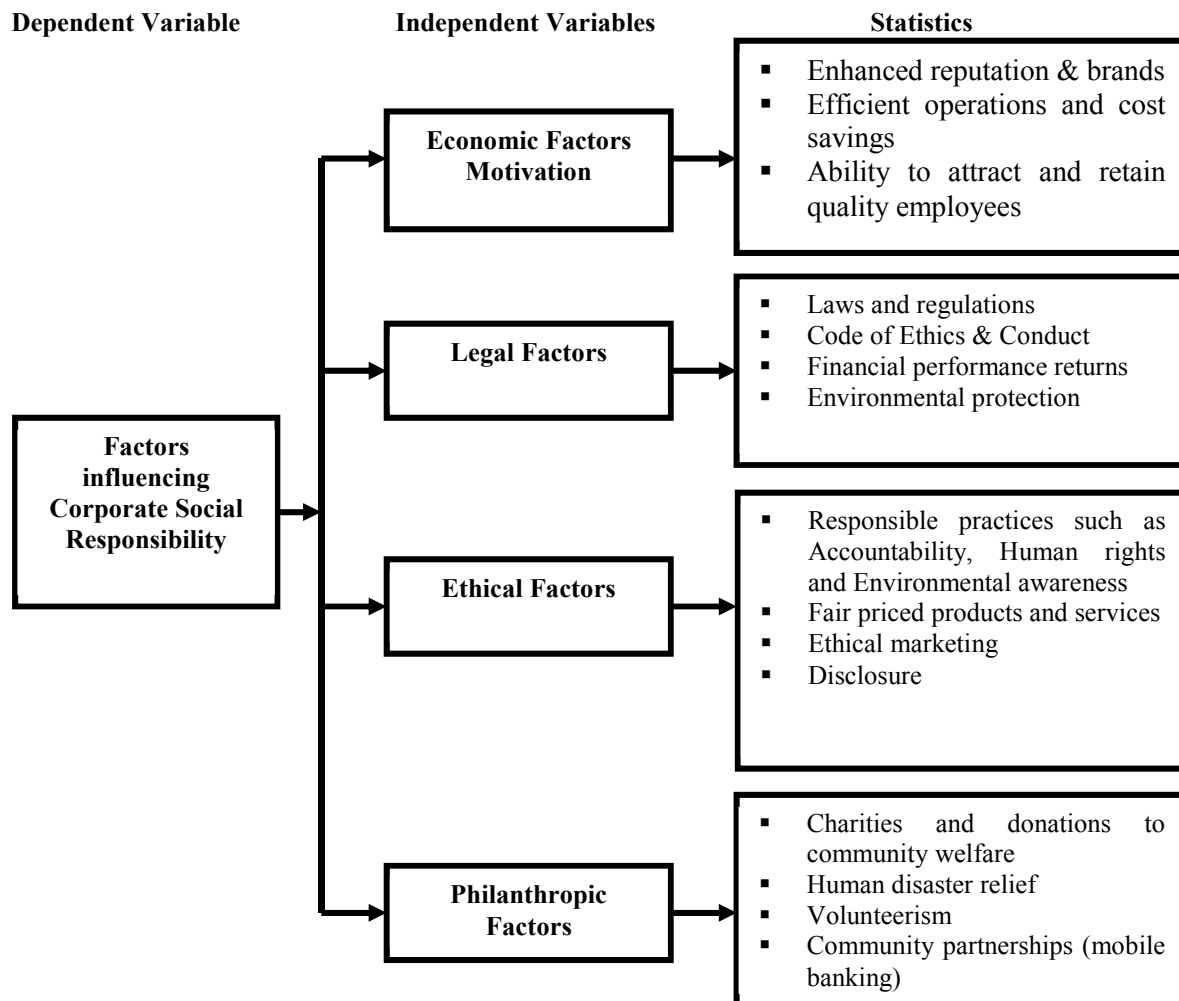 Dependent Variable
Independent Variables
Statistics
Economic Factors
Motivation
▪ Enhanced reputation & brands
▪ Efficient operations and cost
savings
▪ Ability to attract and retain
quality employees
Legal Factors
▪ Laws and regulations
▪ Code of Ethics & Conduct
▪ Financial performance returns
▪ Environmental protection
Factors
influencing
Corporate Social
Responsibility
Ethical Factors
▪ Responsible practices such as
Accountability, Human rights
and Environmental awareness
▪ Fair priced products and services
▪ Ethical marketing
▪ Disclosure
Philanthropic
Factors
▪ Charities and donations to
community welfare
▪ Human disaster relief
▪ Volunteerism
▪ Community partnerships (mobile
banking)